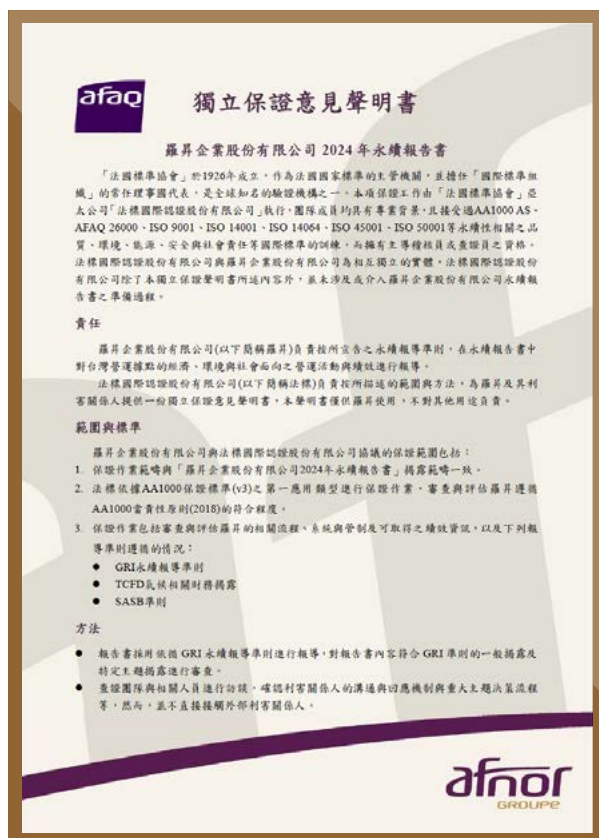 afaq
獨立保證意見聲明書
羅昇企業股份有限公司 2024 年永續報告書
「法國標準協會」於1926年成立，作為法國國家標準的主管機關，並擔任「國際標準組
織」的常任理事國代表，是全球知名的驗證機構之一。本項保證工作由「法國標準協會」亞
太公司「法標國際認證股份有限公司」執行，團隊成員均具有專業背景，且接受過AA1000 AS、
AFAQ 26000、ISO 9001、ISO 14001、ISO 14064、ISO 45001、ISO 50001等永續性相關之品
質、環境、能源、安全與社會責任等國際標準的訓練，而擁有主導稽核員或查證員之資格。
法標國際認證股份有限公司與羅昇企業股份有限公司為相互獨立的實體，法標國際認證股份
有限公司除了本獨立保證聲明書所述內容外，並未涉及或介入羅昇企業股份有限公司永續報
告書之準備過程。
責任
羅昇企業股份有限公司(以下簡稱羅昇)負責按所宣告之永續報導準則，在永續報告書中
對台灣營運據點的經濟、環境與社會面向之營運活動與績效進行報導。
法標國際認證股份有限公司(以下簡稱法標)負責按所描述的範圍與方法，為羅昇及其利
害關係人提供一份獨立保證意見聲明書，本聲明書僅供羅昇使用，不對其他用途負責。
範圍與標準
羅昇企業股份有限公司與法標國際認證股份有限公司協議的保證範圍包括：
1. 保證作業範疇與「羅昇企業股份有限公司2024年永續報告書」揭露範疇一致。
2. 法標依據AA1000保證標準(v3)之第一應用類型進行保證作業，審查與評估羅昇遵循
AA1000當責性原則(2018)的符合程度。
3. 保證作業包括審查與評估羅昇的相關流程、系統與管制及可取得之績效資訊，以及下列報
導準則遵循的情況：
◆ GRI永續報導準則
● TCFD氣候相關財務揭露
● SASB準則
方法
● 報告書採用依循 GRI 永續報導準則進行報導，對報告書內容符合 GRI 準則的一般揭露及
特定主題揭露進行審查。
● 查證團隊與相關人員進行訪談，確認利害關係人的溝通與回應機制與重大主題決策流程
等，然而，並不直接接觸外部利害關係人。
afnor
GROUPE